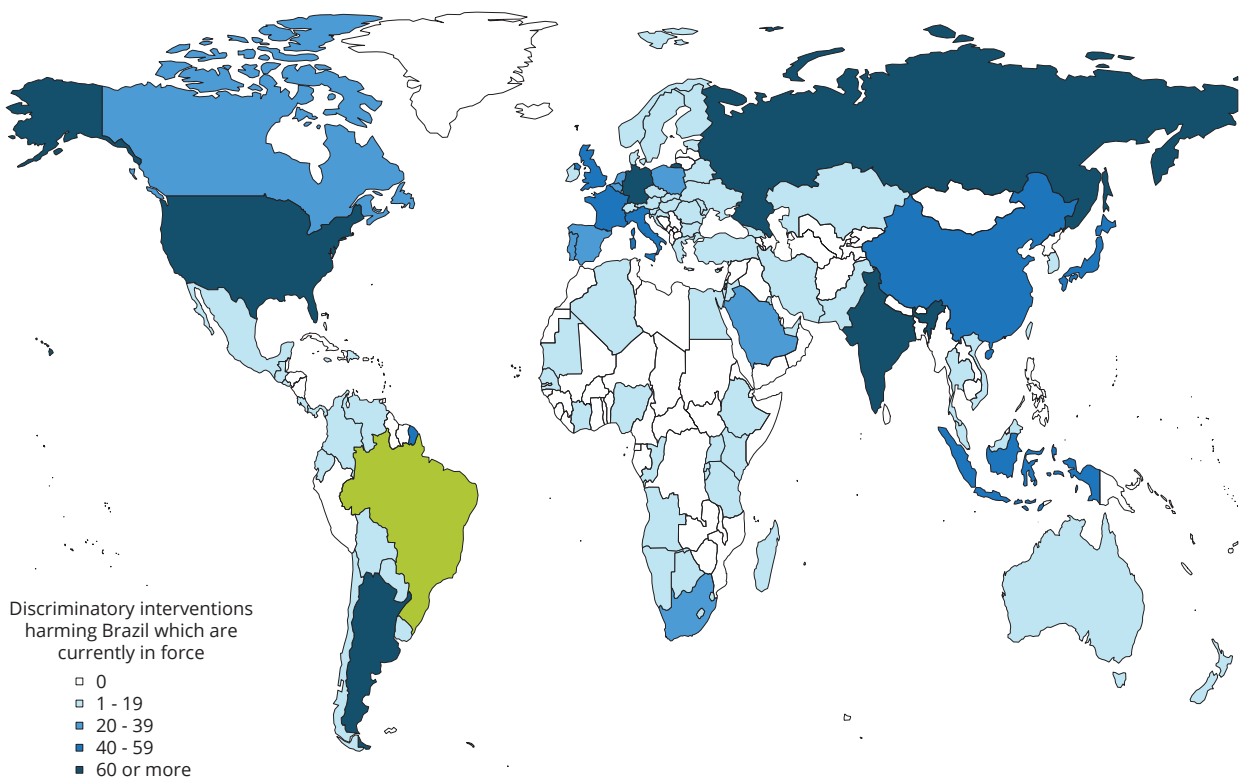 Discriminatory interventions
harming Brazil which are
currently in force
0
1 - 19
20 - 39
40 - 59
60 or more